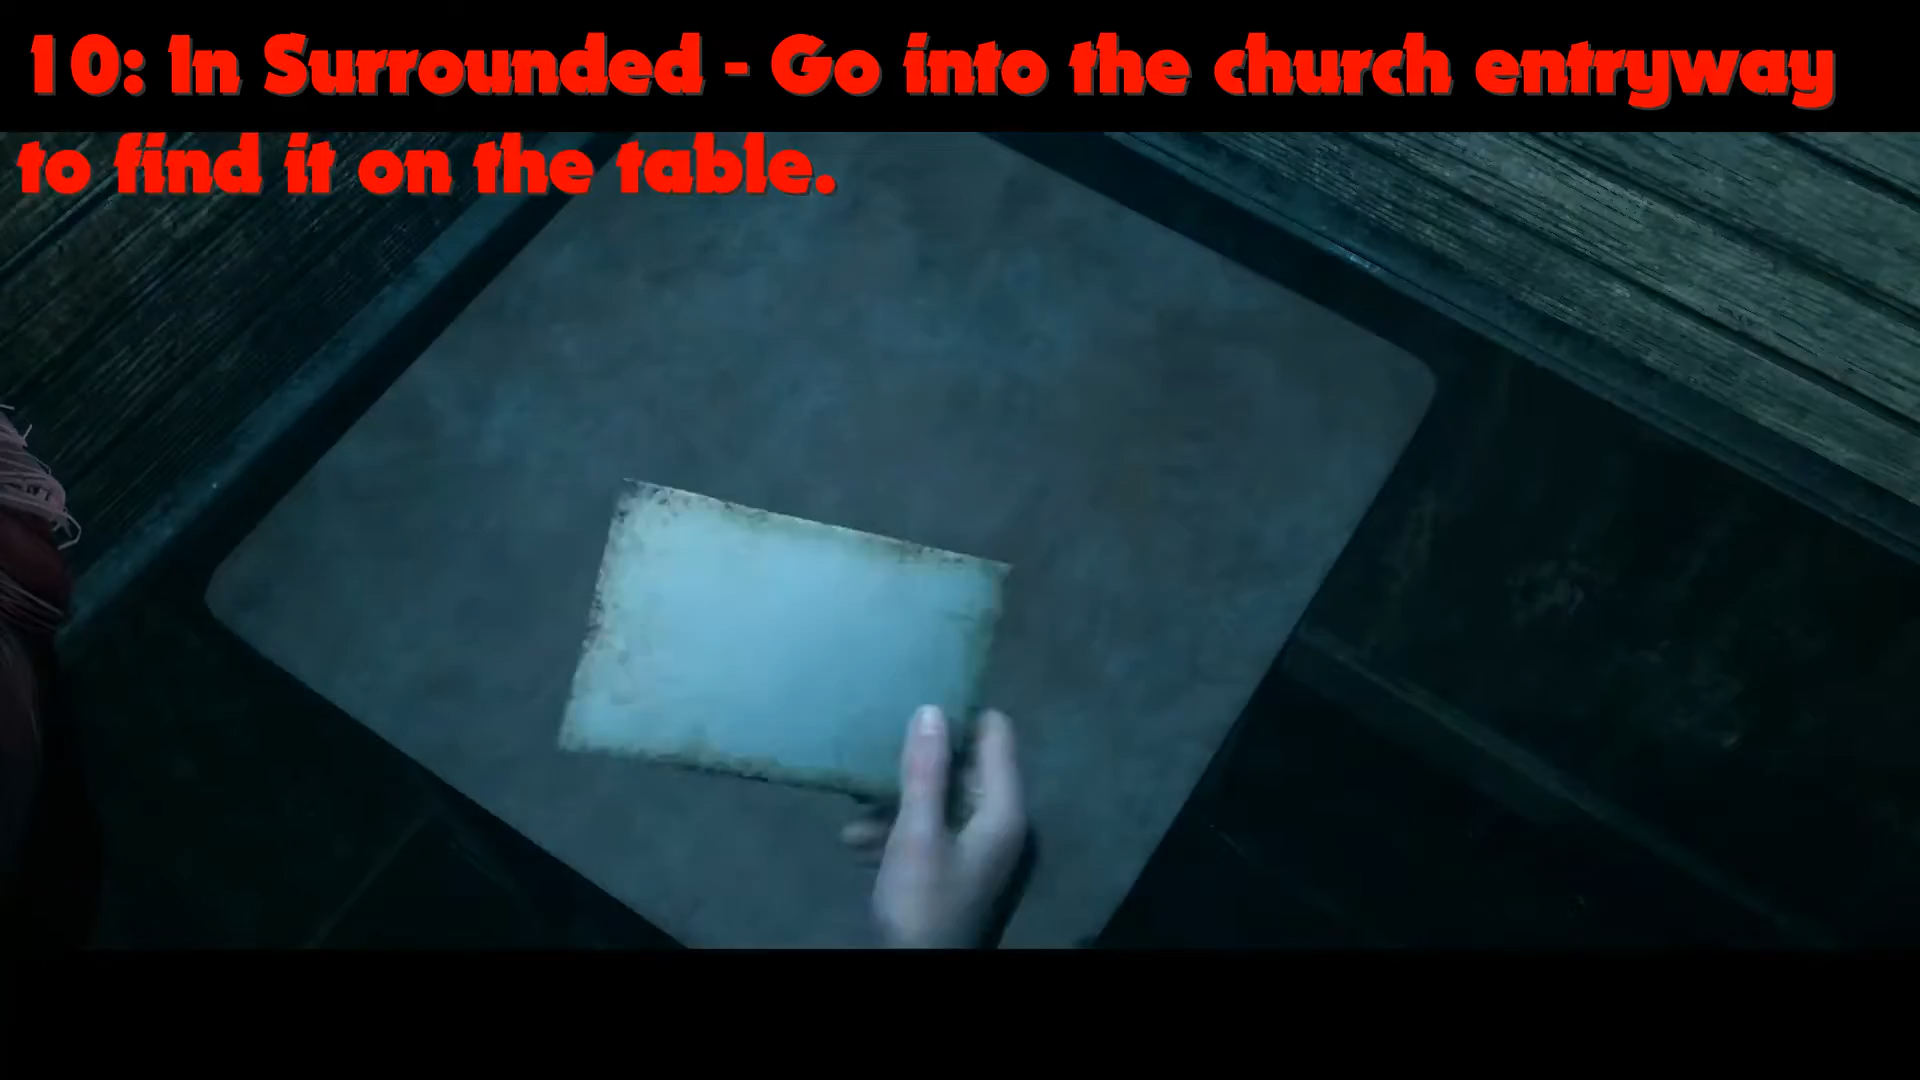 10: In Surrounded - Go into the church entryway
to find it on the table.